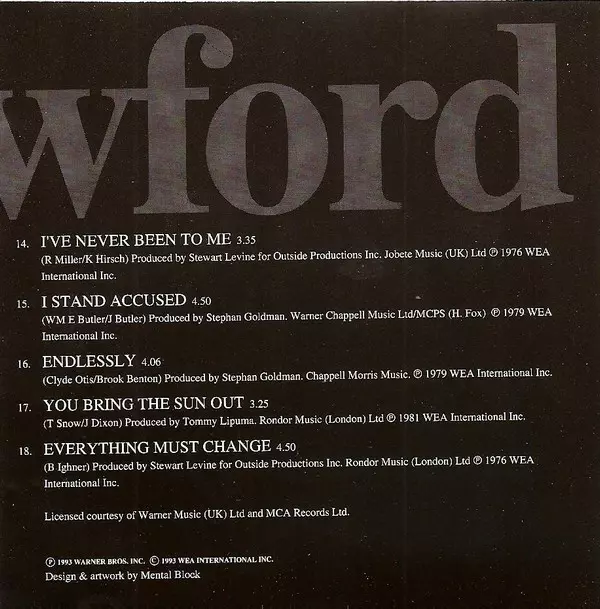 wford
14. I'VE NEVER BEEN TO ME 3.35
(R Miller/K Hirsch) Produced by Stewart Levine for Outside Productions Inc. Jobete Music (UK) Ltd ℗ 1976 WEA
International Inc.
15. I STAND ACCUSED 4.50
(WM E Butler/J Butler) Produced by Stephan Goldman. Warner Chappell Music Ltd/MCPS (H. Fox) ℗ 1979 WEA
International Inc.
16. ENDLESSLY 4.06
(Clyde Otis/Brook Benton) Produced by Stephan Goldman. Chappell Morris Music. ℗ 1979 WEA International Inc.
17. YOU BRING THE SUN OUT 3.25
(T Snow/J Dixon) Produced by Tommy Lipuma. Rondor Music (London) Ltd ℗ 1981 WEA International Inc.
18. EVERYTHING MUST CHANGE 4.50
(B Ighner) Produced by Stewart Levine for Outside Productions Inc. Rondor Music (London) Ltd ℗ 1976 WEA
International Inc.
Licensed courtesy of Warner Music (UK) Ltd and MCA Records Ltd.
℗ 1993 WARNER BROS. INC. © 1993 WEA INTERNATIONAL INC.
Design & artwork by Mental Block